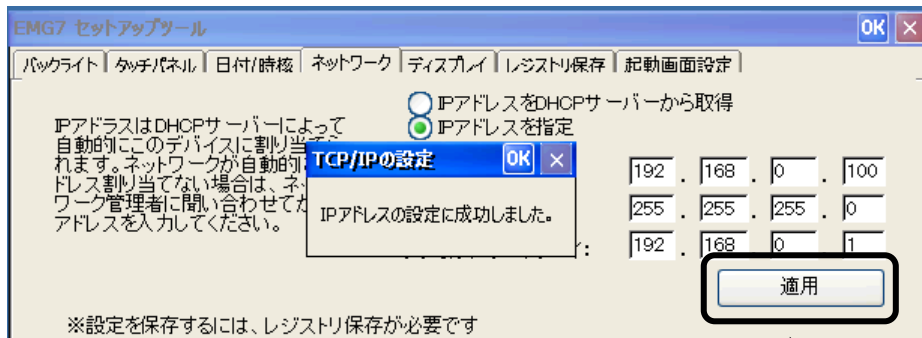 EMG7 セットアップツール OK
バックライト タッチパネル 日付/時核 ネットワーク ディスプレイ レジストリ保存 起動画面設定
IPアドレスをDHCPサーバーから取得
IPアドレスを指定
IPアドラスはDHCPサーバーによって
自動的にこのデバイスに割り当てら
れます。ネットワークが自動的に
ドレス割り当てない場合は、ネ
ワーク管理者に問い合わせてか
アドレスを入力してください。
TCP/IPの設定 OK
IPアドレスの設定に成功しました。
192 . 168 . 0 . 100
255 . 255 . 255 . 0
: 192 . 168 . 0 1
適用
※設定を保存するには、レジストリ保存が必要です